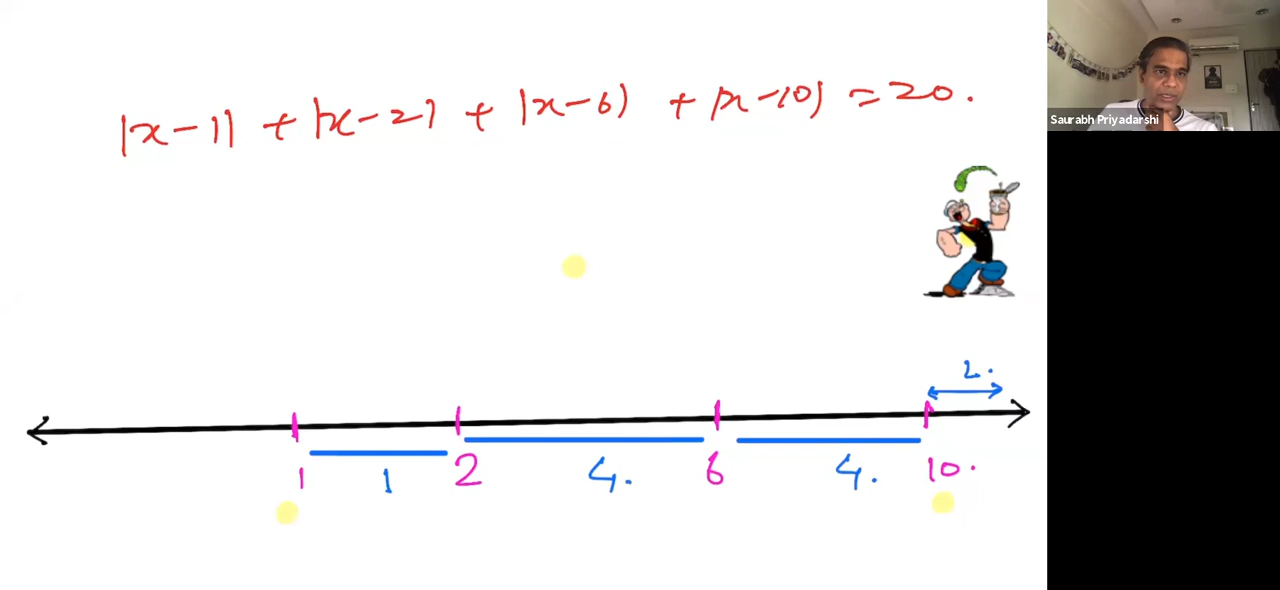 |x-1| + |x-2| + |x-6| + |x-10| = 20.
Saurabh Priyadarshi
2.
1 2 6 10.
1 4. 4.